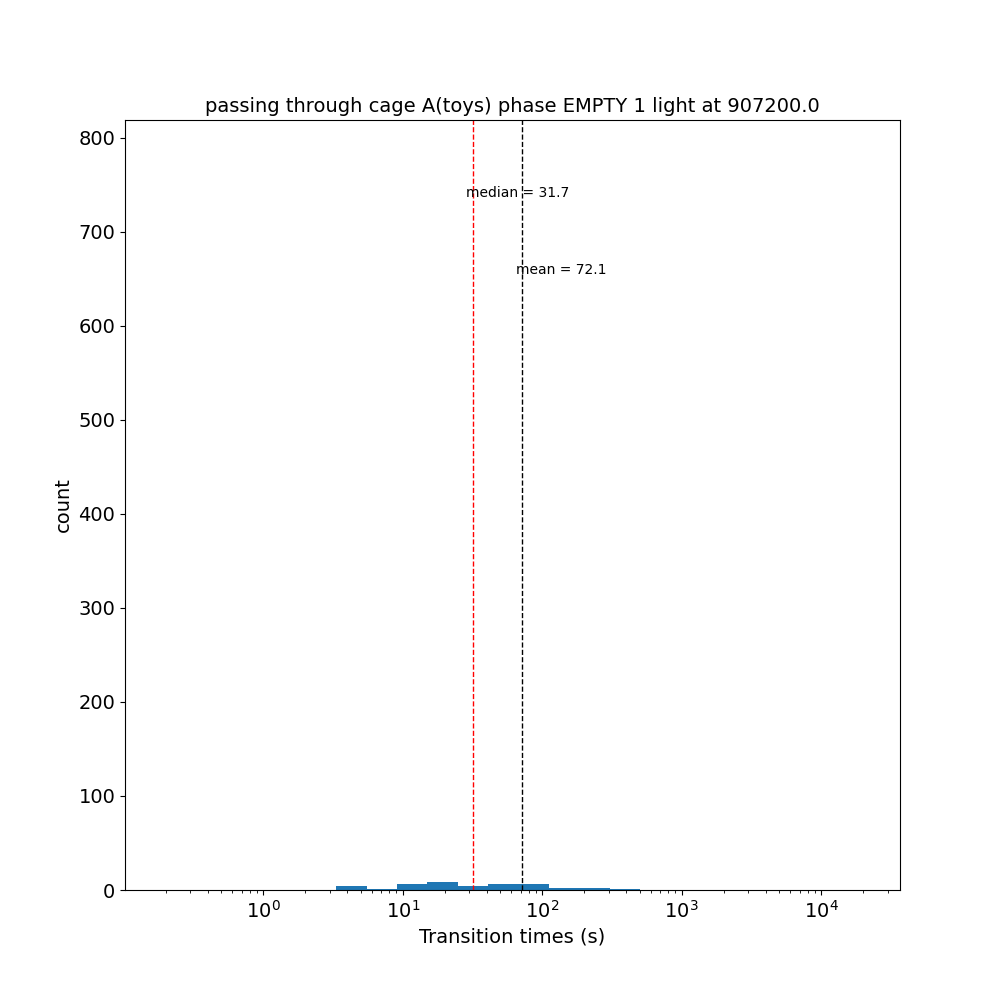 passing through cage A(toys) phase EMPTY 1 light at 907200.0
800
700
600
500
400
300
200
100
0
count
median = 31.7
mean = 72.1
10⁰
10¹
10²
10³
10⁴
Transition times (s)